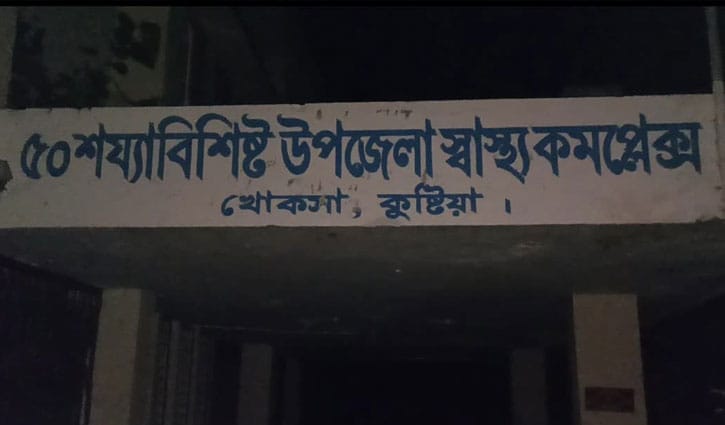 ৫০ শয্যাবিশিষ্ট উপজেলা স্বাস্থ্য কমপ্লেক্স
খোকসা, কুষ্টিয়া ।